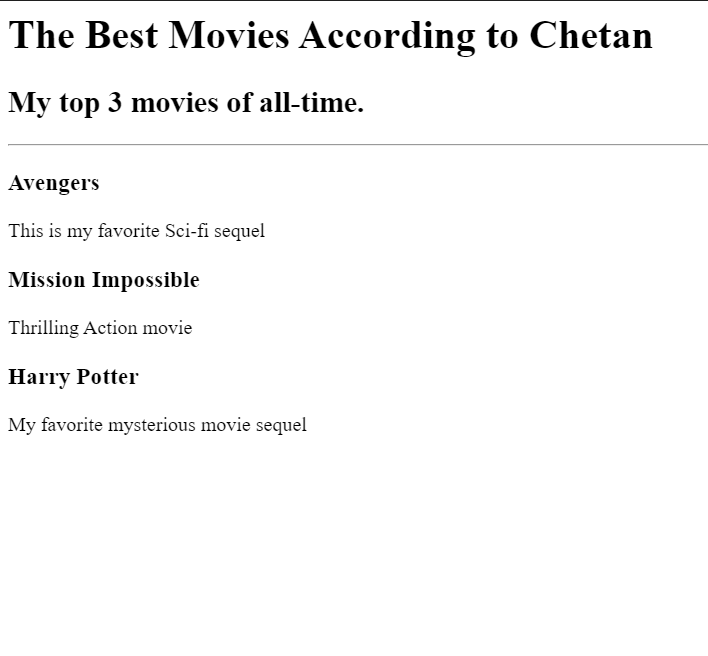 The Best Movies According to Chetan
My top 3 movies of all-time.
Avengers
This is my favorite Sci-fi sequel
Mission Impossible
Thrilling Action movie
Harry Potter
My favorite mysterious movie sequel